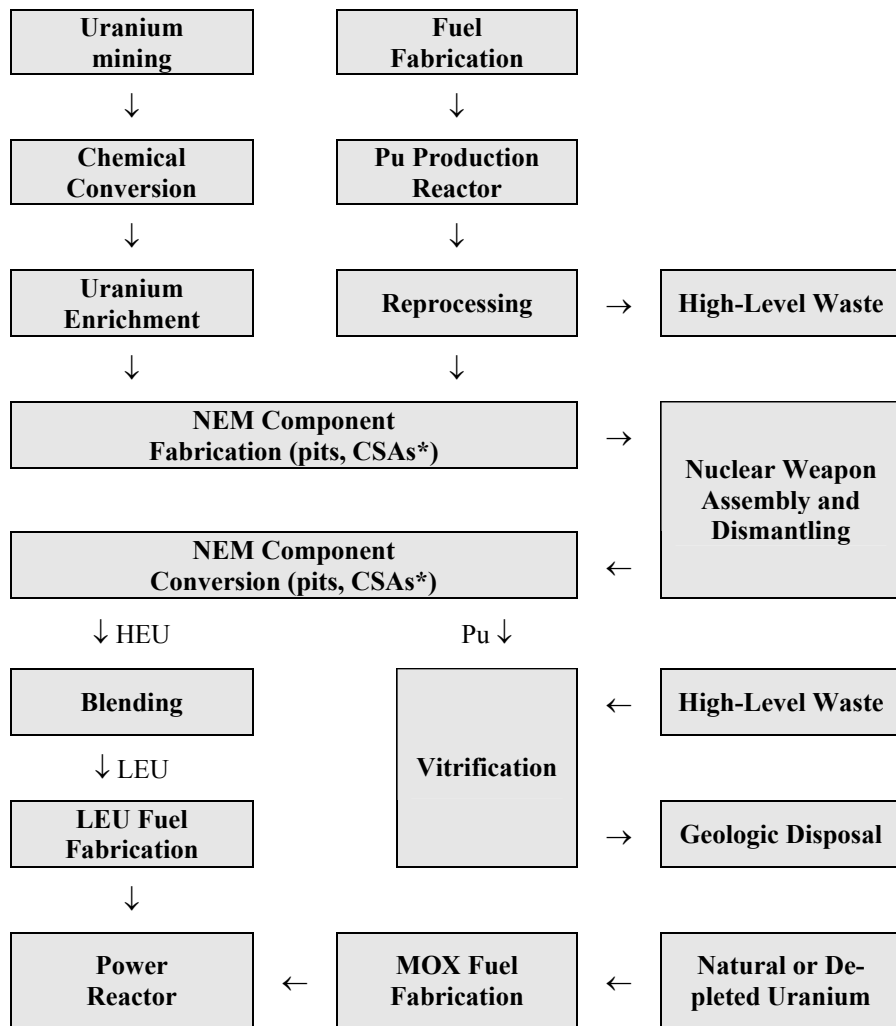 Uranium
mining
Fuel
Fabrication
↓
↓
Chemical
Conversion
Pu Production
Reactor
↓
↓
Uranium
Enrichment
Reprocessing
→
High-Level Waste
↓
↓
NEM Component
Fabrication (pits, CSAs*)
→
Nuclear Weapon
Assembly and
Dismantling
NEM Component
Conversion (pits, CSAs*)
←
↓ HEU
Pu ↓
Blending
Vitrification
←
High-Level Waste
↓ LEU
LEU Fuel
Fabrication
→
Geologic Disposal
↓
Power
Reactor
←
MOX Fuel
Fabrication
←
Natural or De-
pleted Uranium